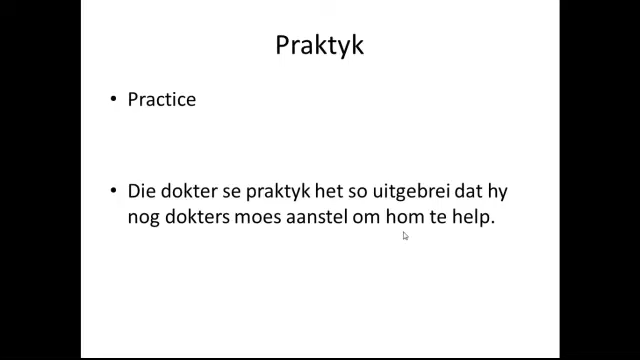 Praktyk
• Practice
• Die dokter se praktyk het so uitgebrei dat hy
nog dokters moes aanstel om hom te help.